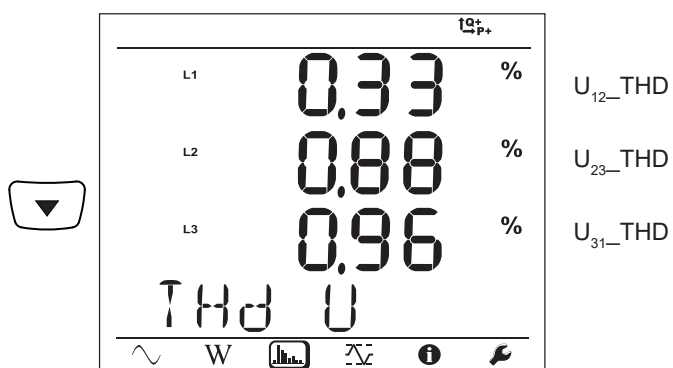 Q+
P+
L1 0.33 % U12_THD
L2 0.88 % U23_THD
L3 0.96 % U31_THD
THd U
W